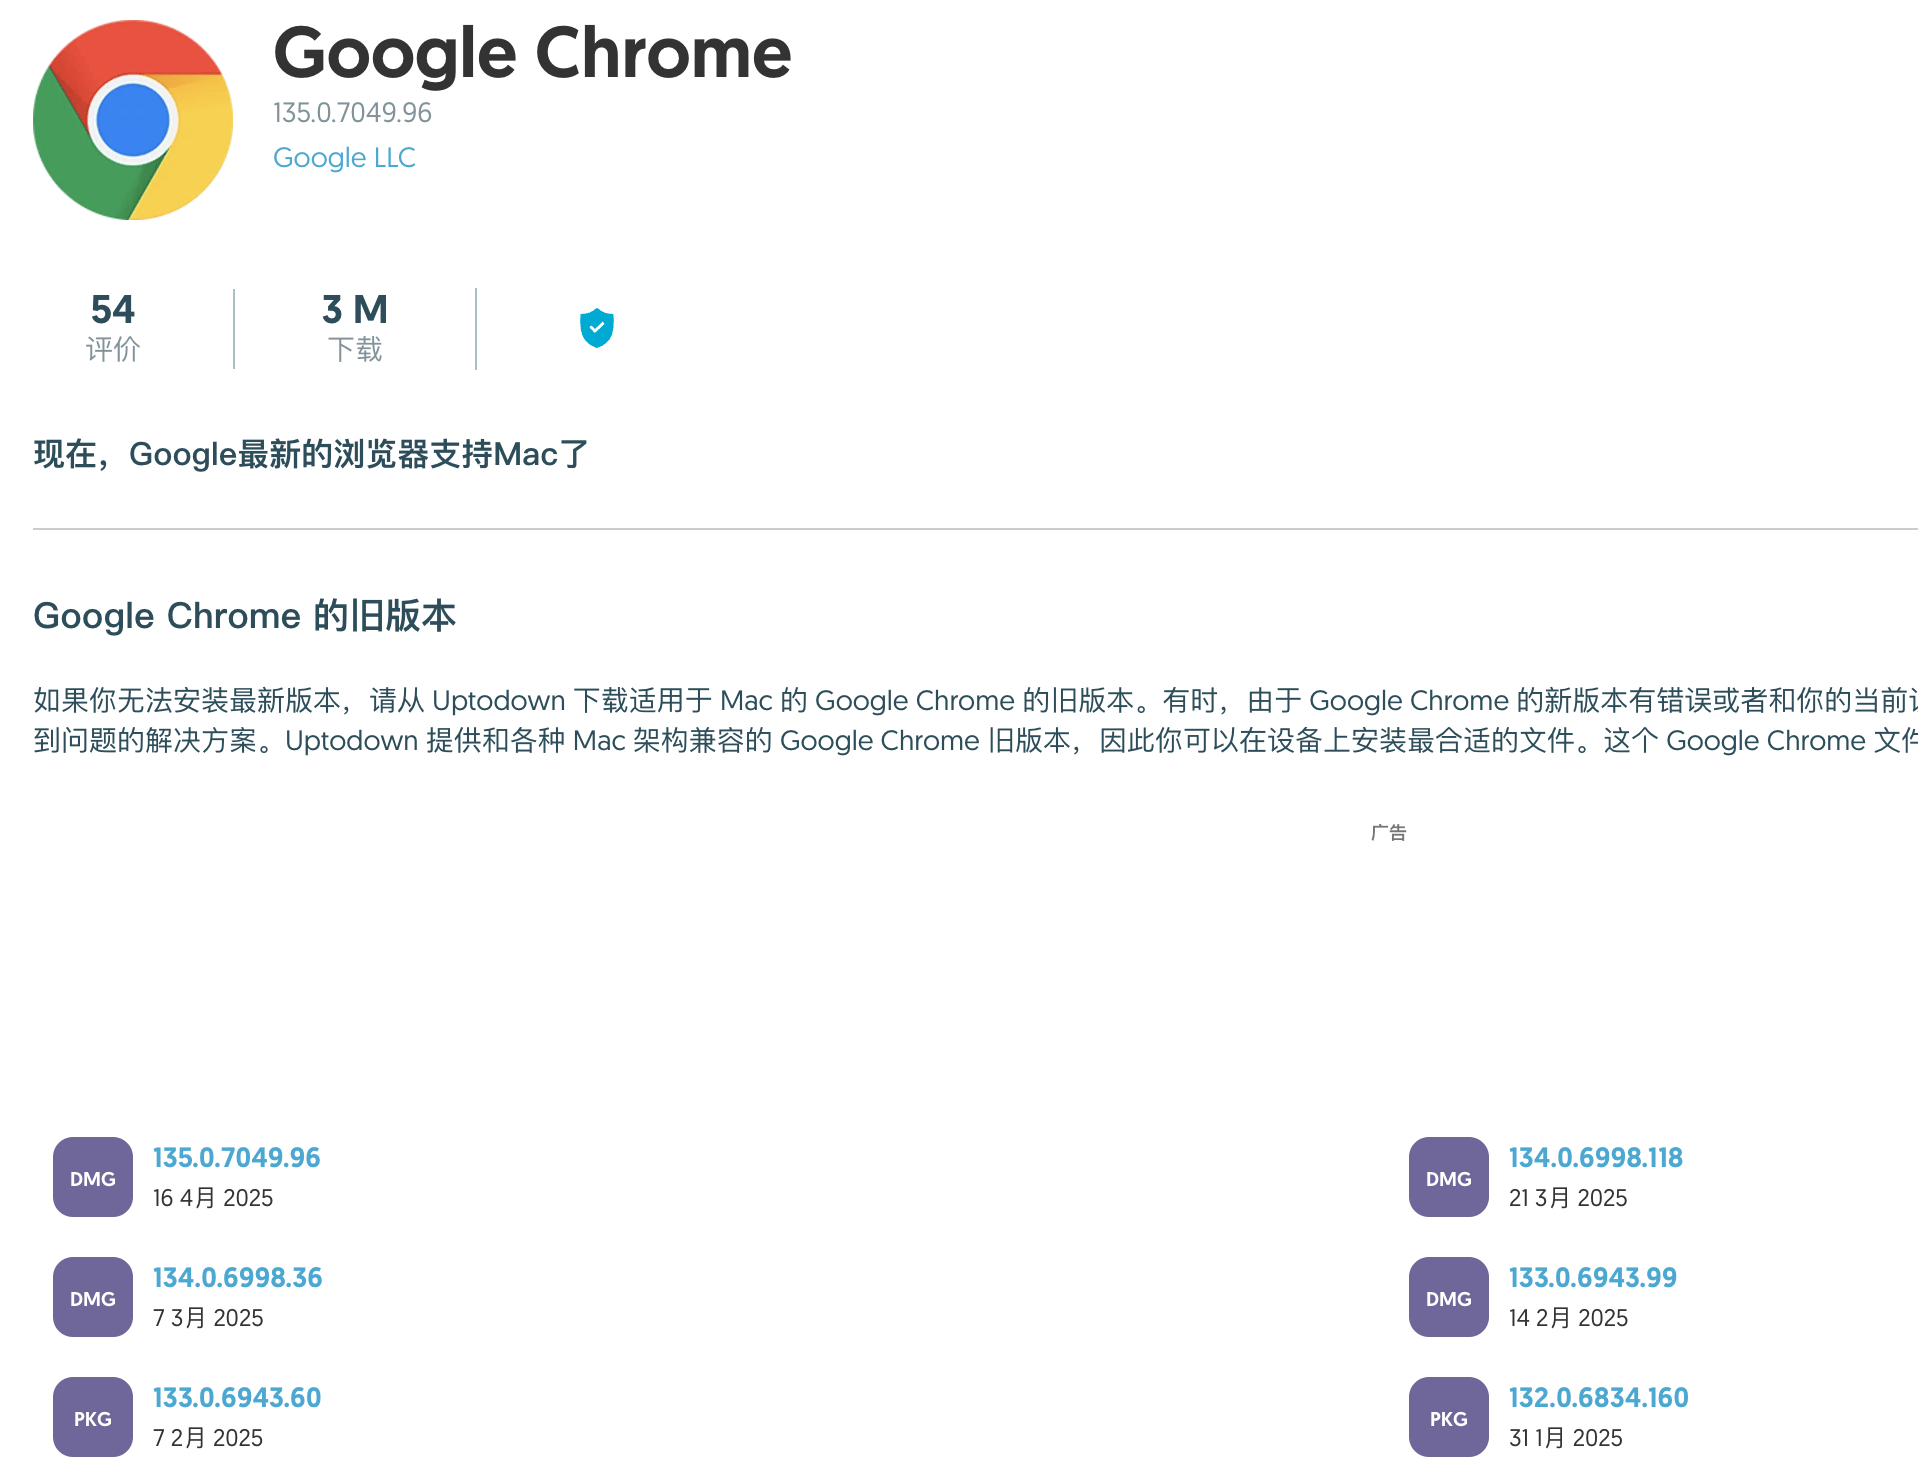 Google Chrome
135.0.7049.96
Google LLC
54
评价
3 M
下载
现在，Google最新的浏览器支持Mac了
Google Chrome 的旧版本
如果你无法安装最新版本，请从 Uptodown 下载适用于 Mac 的 Google Chrome 的旧版本。有时，由于 Google Chrome 的新版本有错误或者和你的当前
到问题的解决方案。Uptodown 提供和各种 Mac 架构兼容的 Google Chrome 旧版本，因此你可以在设备上安装最合适的文件。这个 Google Chrome 文件
广告
DMG
135.0.7049.96
16 4月 2025
DMG
134.0.6998.118
21 3月 2025
DMG
134.0.6998.36
7 3月 2025
DMG
133.0.6943.99
14 2月 2025
PKG
133.0.6943.60
7 2月 2025
PKG
132.0.6834.160
31 1月 2025